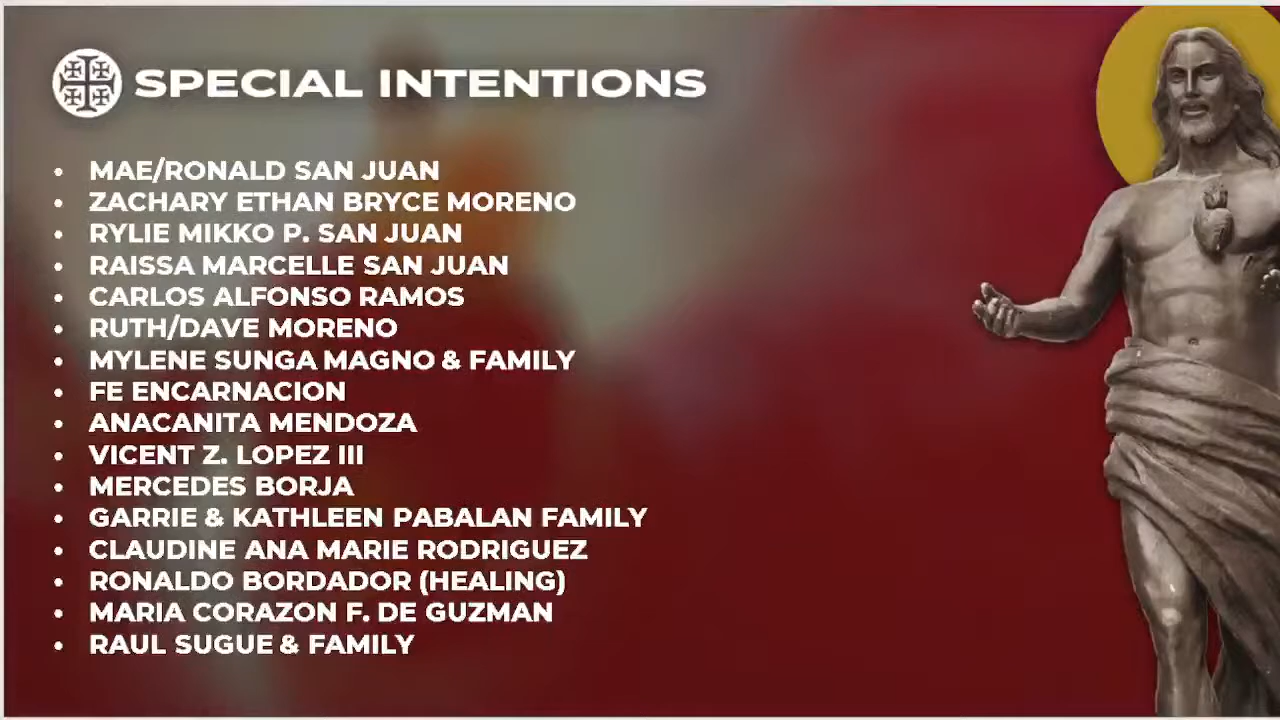 SPECIAL INTENTIONS
• MAE/RONALD SAN JUAN
• ZACHARY ETHAN BRYCE MORENO
• RYLIE MIKKO P. SAN JUAN
• RAISSA MARCELLE SAN JUAN
• CARLOS ALFONSO RAMOS
• RUTH/DAVE MORENO
• MYLENE SUNGA MAGNO & FAMILY
• FE ENCARNACION
• ANACANITA MENDOZA
• VICENT Z. LOPEZ III
• MERCEDES BORJA
• GARRIE & KATHLEEN PABALAN FAMILY
• CLAUDINE ANA MARIE RODRIGUEZ
• RONALDO BORDADOR (HEALING)
• MARIA CORAZON F. DE GUZMAN
• RAUL SUGUE & FAMILY